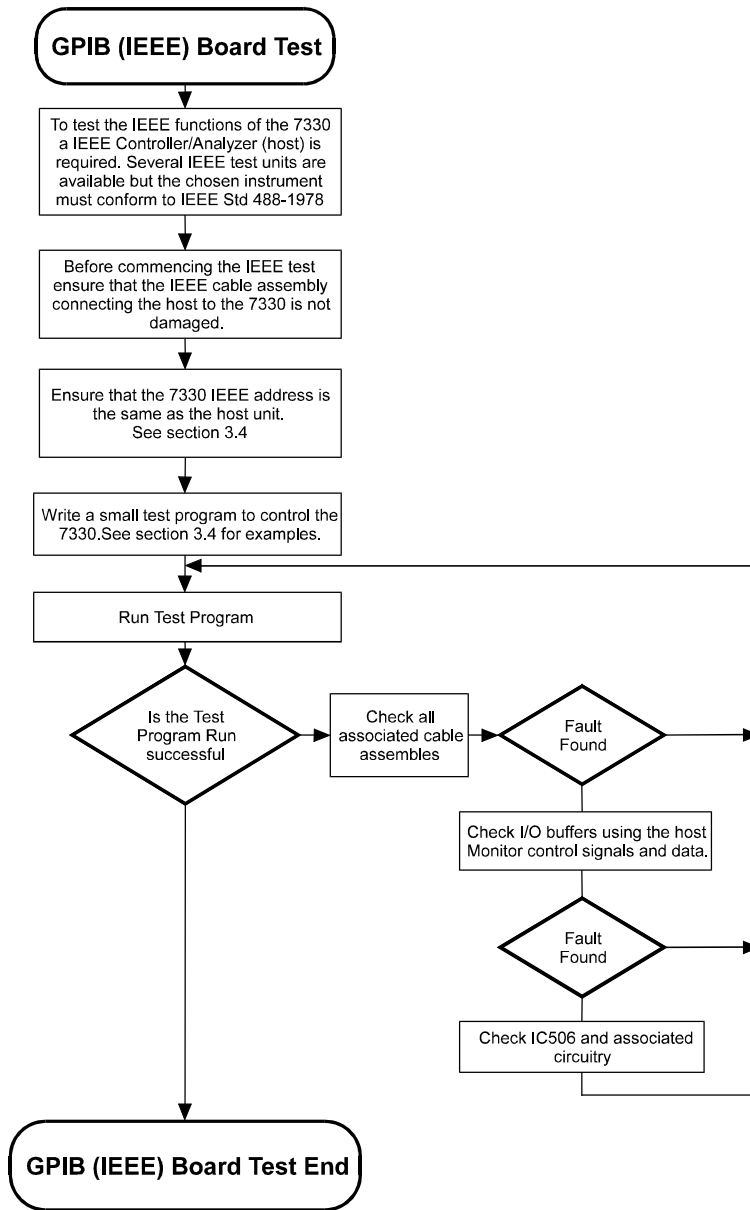 GPIB (IEEE) Board Test
To test the IEEE functions of the 7330
a IEEE Controller/Analyzer (host) is
required. Several IEEE test units are
available but the chosen instrument
must conform to IEEE Std 488-1978
Before commencing the IEEE test
ensure that the IEEE cable assembly
connecting the host to the 7330 is not
damaged.
Ensure that the 7330 IEEE address is
the same as the host unit.
See section 3.4
Write a small test program to control the
7330.See section 3.4 for examples.
Run Test Program
Is the Test
Program Run
successful
Check all
associated cable
assembles
Fault
Found
Check I/O buffers using the host
Monitor control signals and data.
Fault
Found
Check IC506 and associated
circuitry
GPIB (IEEE) Board Test End